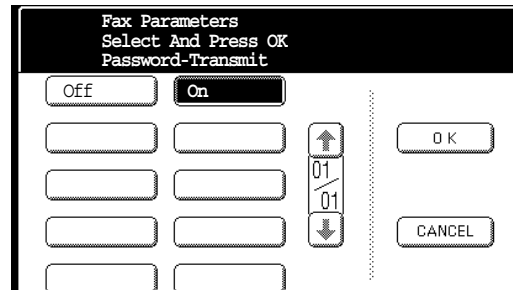 Fax Parameters
Select And Press OK
Password-Transmit
Off On
OK
01
01
CANCEL